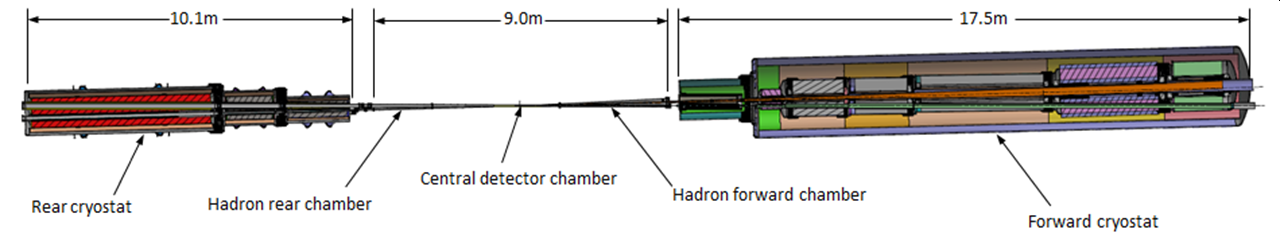 10.1m
9.0m
17.5m
Rear cryostat
Hadron rear chamber
Central detector chamber
Hadron forward chamber
Forward cryostat